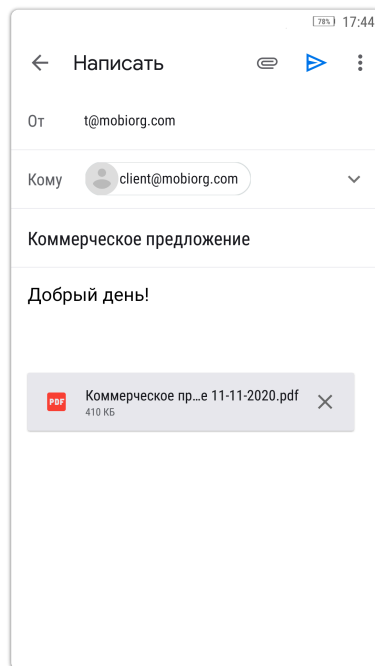 78% 17:44
Написать
От t@mobiorg.com
Кому client@mobiorg.com
Коммерческое предложение
Добрый день!
PDF Коммерческое пр...е 11-11-2020.pdf
410 КБ